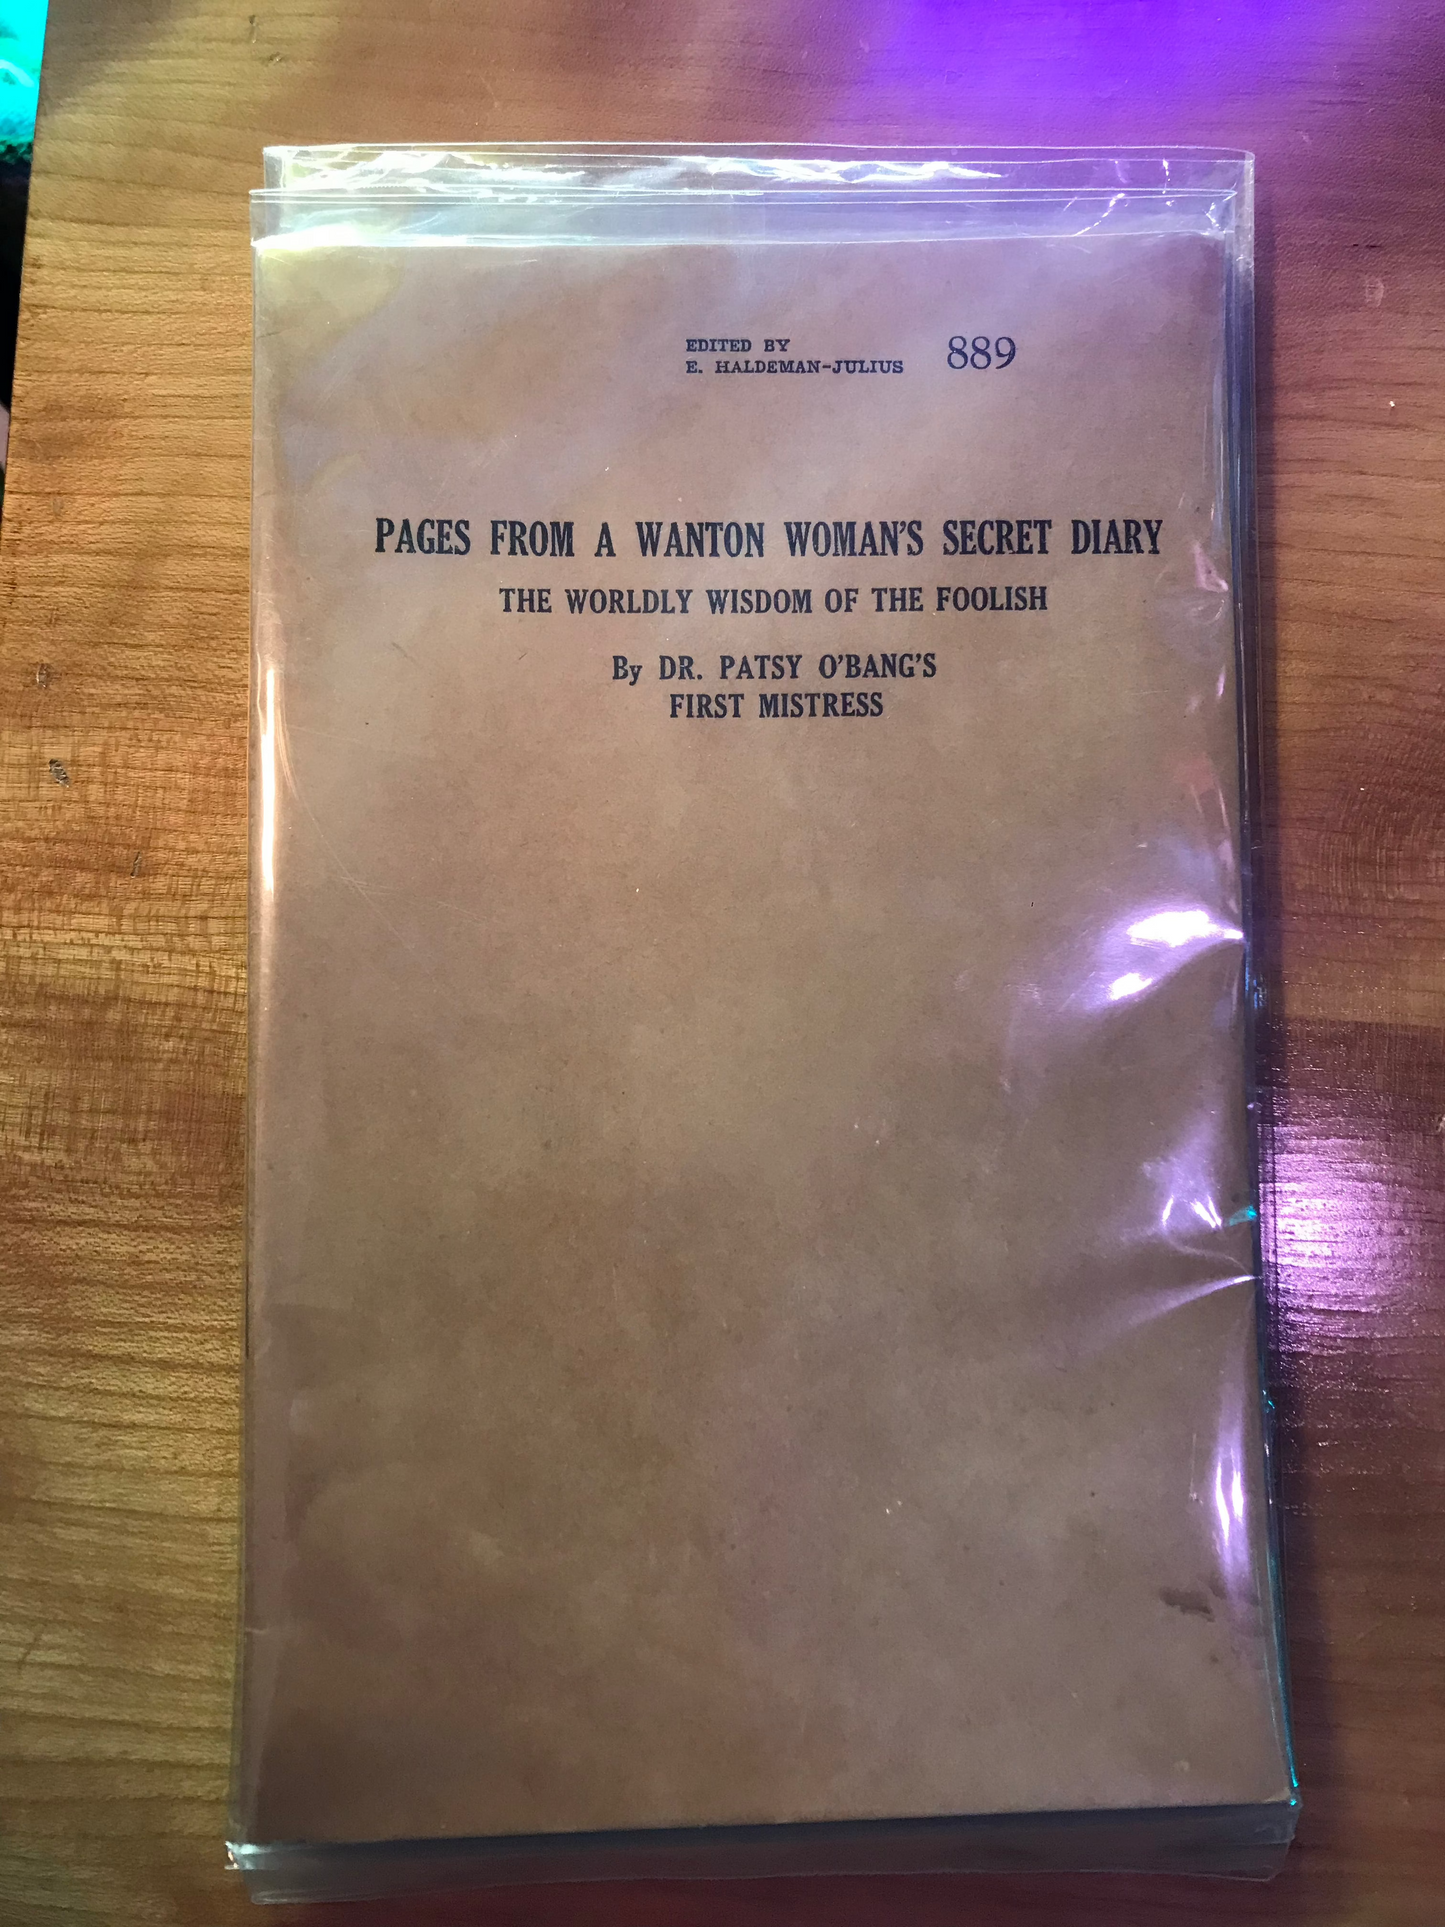 EDITED BY
E. HALDEMAN-JULIUS 889
PAGES FROM A WANTON WOMAN'S SECRET DIARY
THE WORLDLY WISDOM OF THE FOOLISH
By DR. PATSY O'BANG'S
FIRST MISTRESS